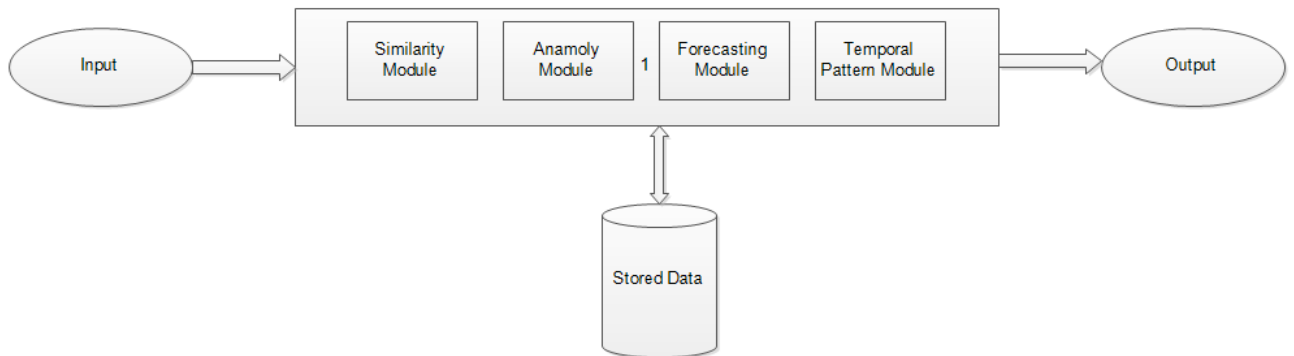 Input
Similarity
Module
Anamoly
Module
1
Forecasting
Module
Temporal
Pattern Module
Output
Stored Data